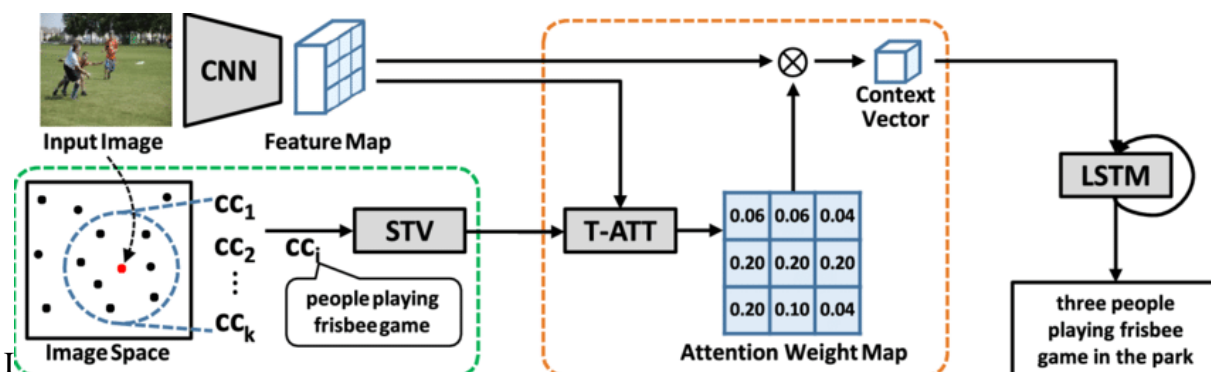 CNN
Input Image
Feature Map
Context
Vector
LSTM
cc1
cc2
⋮
cck
cci
STV
T-ATT
people playing
frisbee game
Image Space
0.06 0.06 0.04
0.20 0.20 0.20
0.20 0.10 0.04
Attention Weight Map
three people
playing frisbee
game in the park